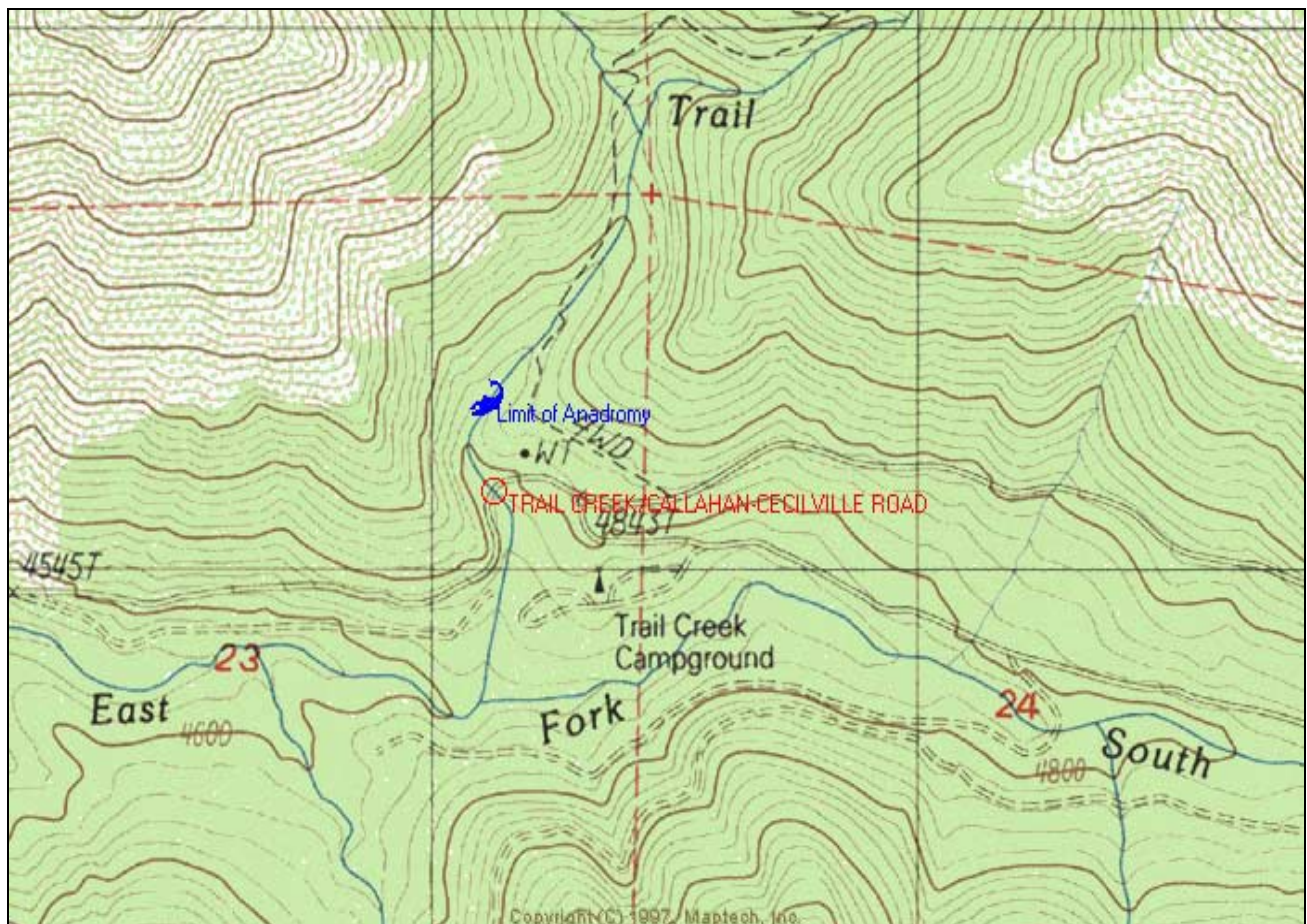 Trail
Limit of Anadromy
4WD
WT
TRAIL CREEK/CALLAHAN-CECILVILLE ROAD
4843T
4545T
Trail Creek
Campground
23
24
East
Fork
South
4600
4800
Copyright (C) 1997, Maptech, Inc.